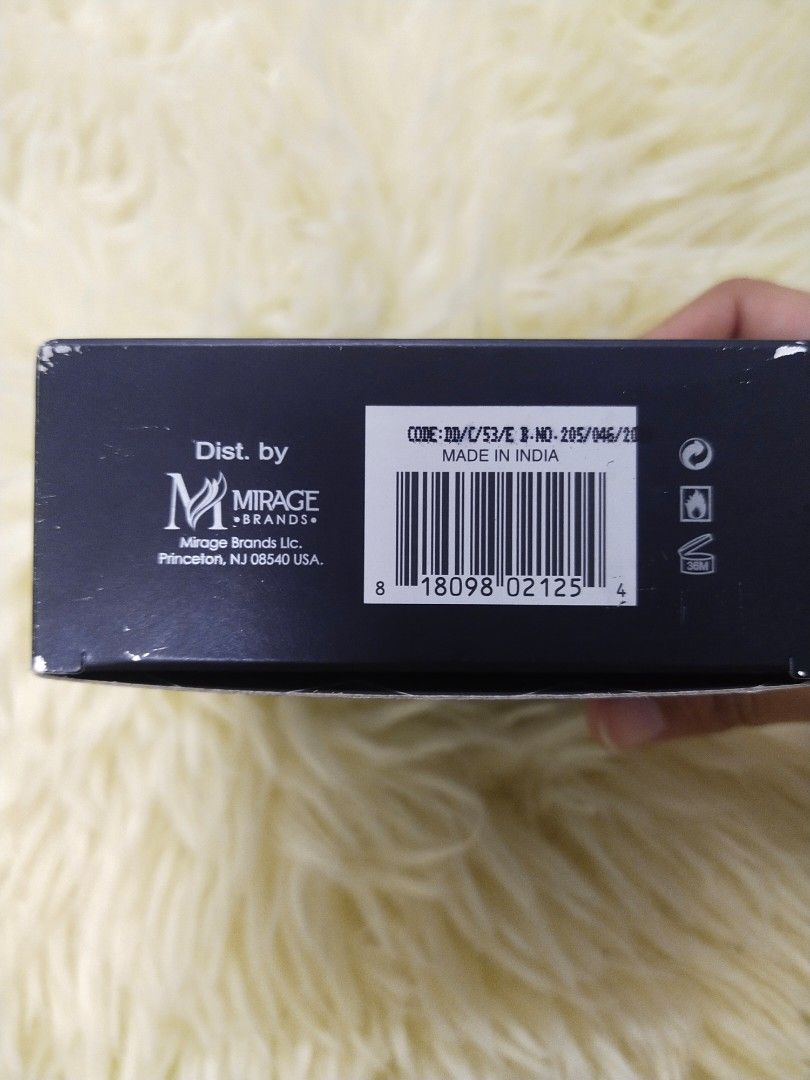 Dist. by
MIRAGE
•BRANDS•
Mirage Brands Llc.
Princeton, NJ 08540 USA.
CODE:DD/C/53/E B.NO.205/046/20
MADE IN INDIA
8 18098 02125 4
36M